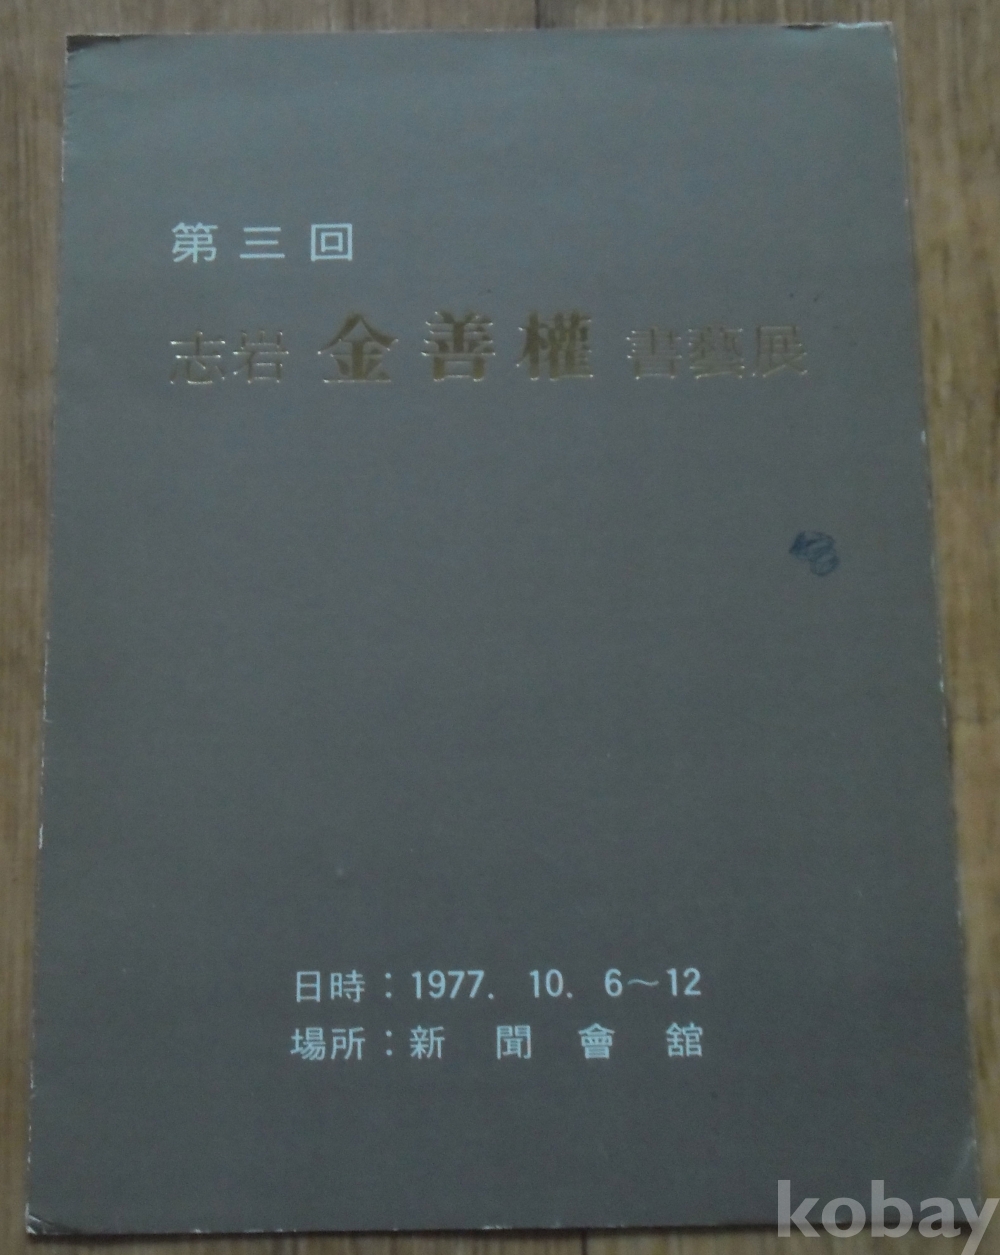 第三回
志岩 金善權 書藝展
日時 : 1977. 10. 6~12
場所 : 新聞會舘
kobay